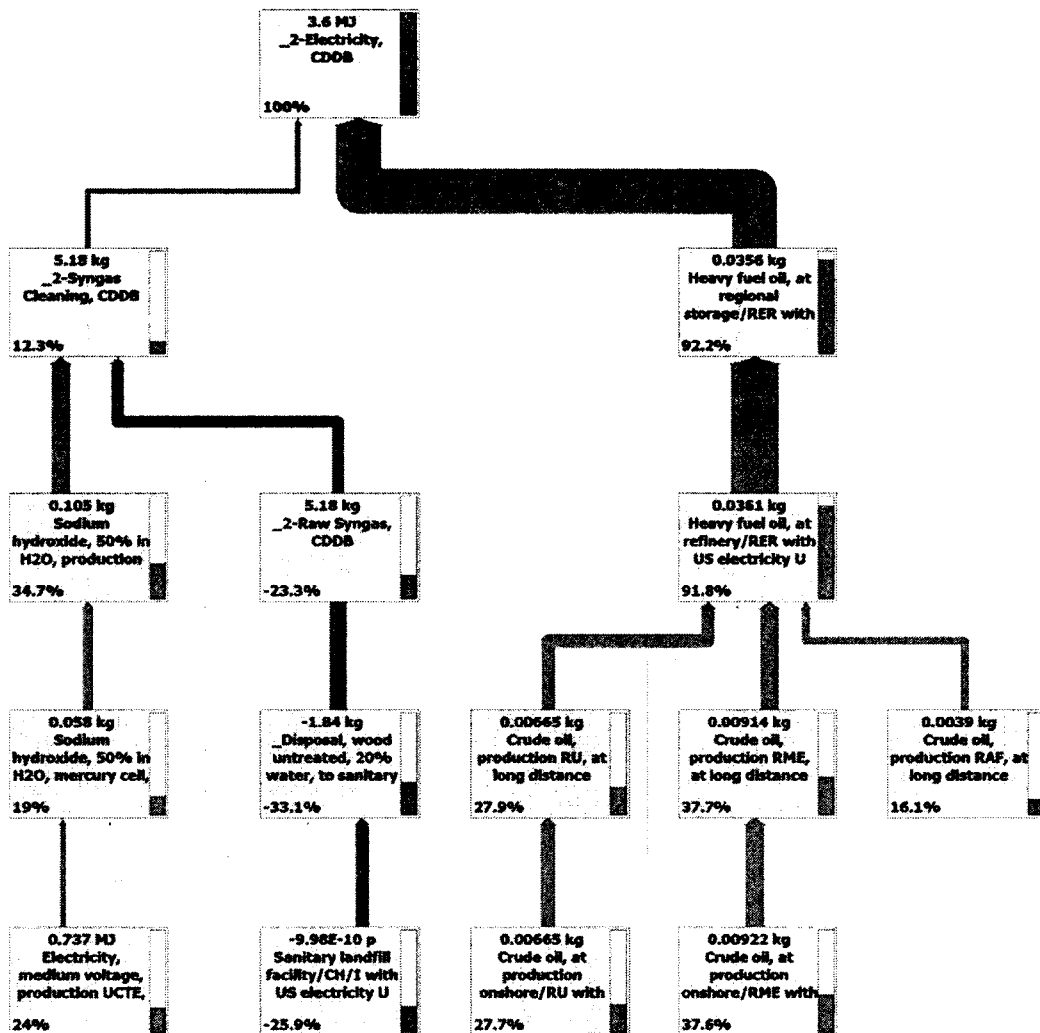 3.6 MJ
_2-Electricity,
CDDB
100%
5.18 kg
_2-Syngas
Cleaning, CDDB
12.3%
0.0356 kg
Heavy fuel oil, at
regional
storage/RER with
92.2%
0.105 kg
Sodium
hydroxide, 50% in
H2O, production
34.7%
5.18 kg
_2-Raw Syngas,
CDDB
-23.3%
0.0361 kg
Heavy fuel oil, at
refinery/RER with
US electricity U
91.8%
0.058 kg
Sodium
hydroxide, 50% in
H2O, mercury cell,
19%
-1.84 kg
_Disposal, wood
untreated, 20%
water, to sanitary
-33.1%
0.00665 kg
Crude oil,
production RU, at
long distance
27.9%
0.00914 kg
Crude oil,
production RME,
at long distance
37.7%
0.0039 kg
Crude oil,
production RAF, at
long distance
16.1%
0.737 MJ
Electricity,
medium voltage,
production UCTE,
24%
-9.98E-10 p
Sanitary landfill
facility/CH/I with
US electricity U
-25.9%
0.00665 kg
Crude oil, at
production
onshore/RU with
27.7%
0.00922 kg
Crude oil, at
production
onshore/RME with
37.6%